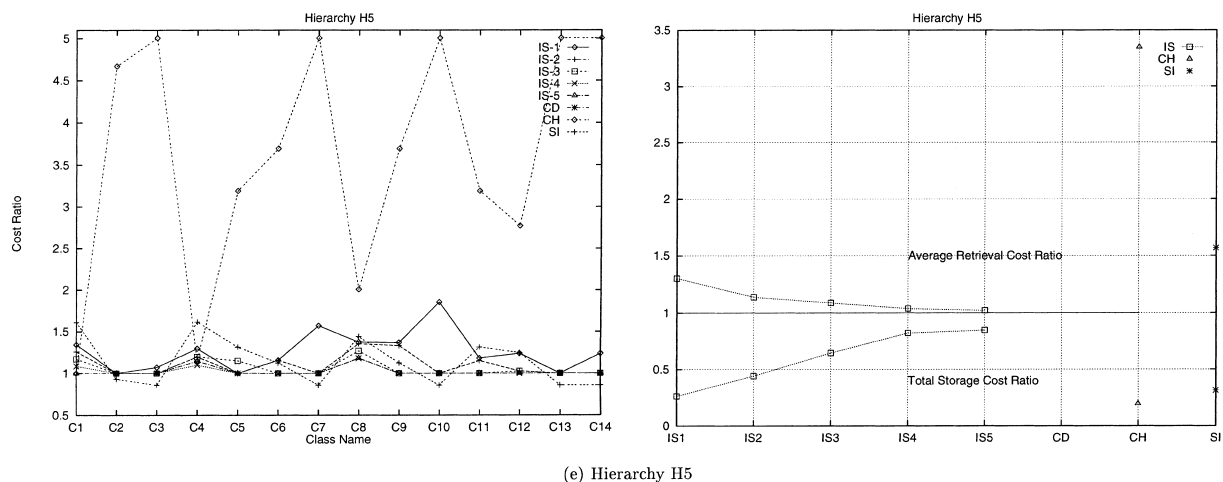 Hierarchy H5
5
4.5
4
3.5
3
2.5
2
1.5
1
0.5
Cost Ratio
IS-1
IS-2
IS-3
IS-4
IS-5
CD
CH
SI
C1 C2 C3 C4 C5 C6 C7 C8 C9 C10 C11 C12 C13 C14
Class Name
Hierarchy H5
3.5
3
2.5
2
1.5
1
0.5
0
IS
CH
SI
Average Retrieval Cost Ratio
Total Storage Cost Ratio
IS1 IS2 IS3 IS4 IS5 CD CH SI
(e) Hierarchy H5